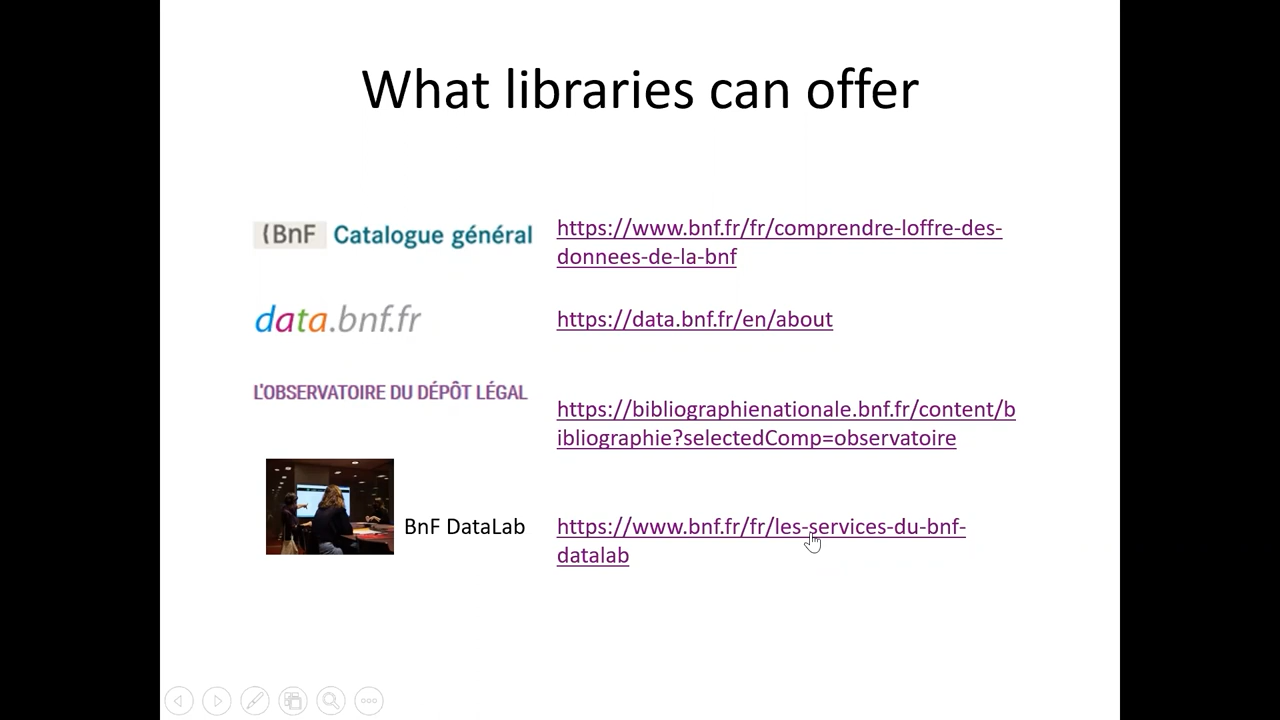 What libraries can offer
(BnF Catalogue général
https://www.bnf.fr/fr/comprendre-loffre-des-
donnees-de-la-bnf
data.bnf.fr
https://data.bnf.fr/en/about
L'OBSERVATOIRE DU DÉPÔT LÉGAL
https://bibliographienationale.bnf.fr/content/b
ibliographie?selectedComp=observatoire
BnF DataLab
https://www.bnf.fr/fr/les-services-du-bnf-
datalab